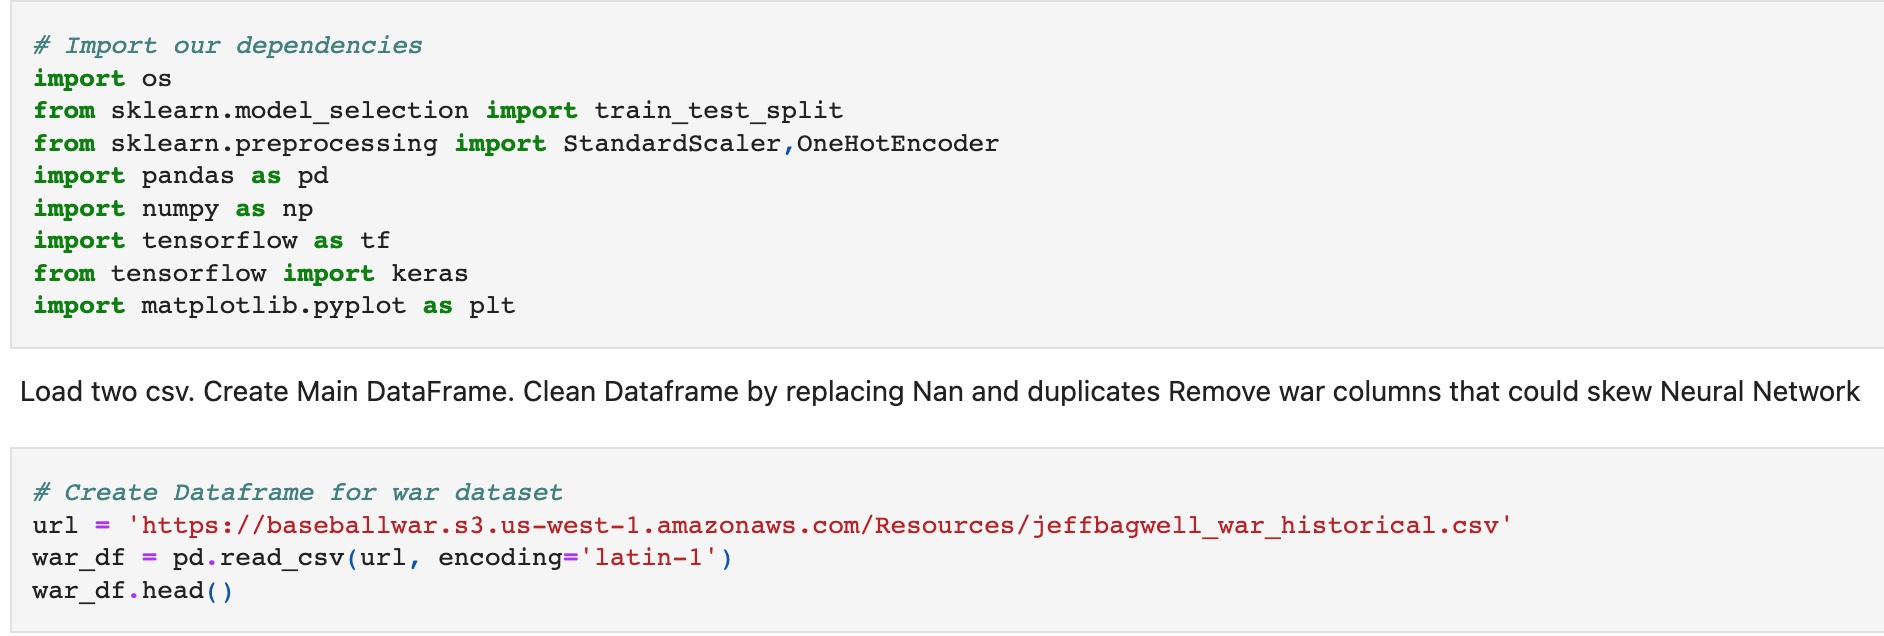 # Import our dependencies
import os
from sklearn.model_selection import train_test_split
from sklearn.preprocessing import StandardScaler,OneHotEncoder
import pandas as pd
import numpy as np
import tensorflow as tf
from tensorflow import keras
import matplotlib.pyplot as plt
Load two csv. Create Main DataFrame. Clean Dataframe by replacing Nan and duplicates Remove war columns that could skew Neural Network
# Create Dataframe for war dataset
url = 'https://baseballwar.s3.us-west-1.amazonaws.com/Resources/jeffbagwell_war_historical.csv'
war_df = pd.read_csv(url, encoding='latin-1')
war_df.head()